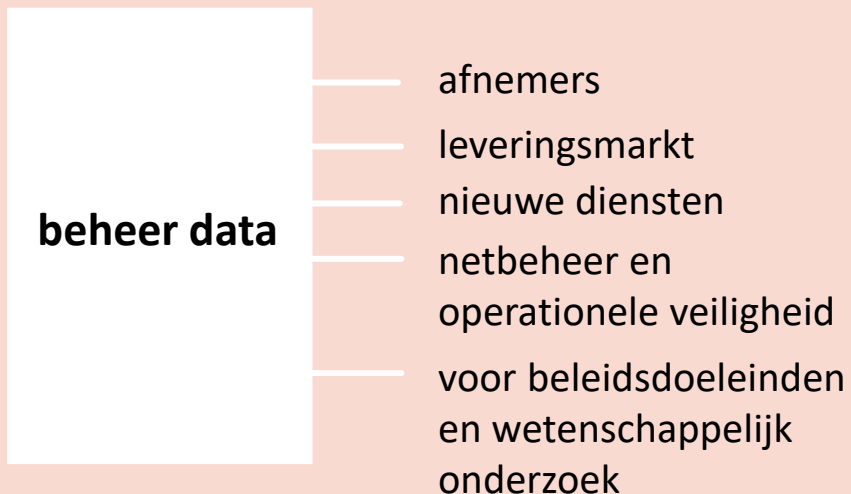 beheer data
afnemers
leveringsmarkt
nieuwe diensten
netbeheer en
operationele veiligheid
voor beleidsdoeleinden
en wetenschappelijk
onderzoek